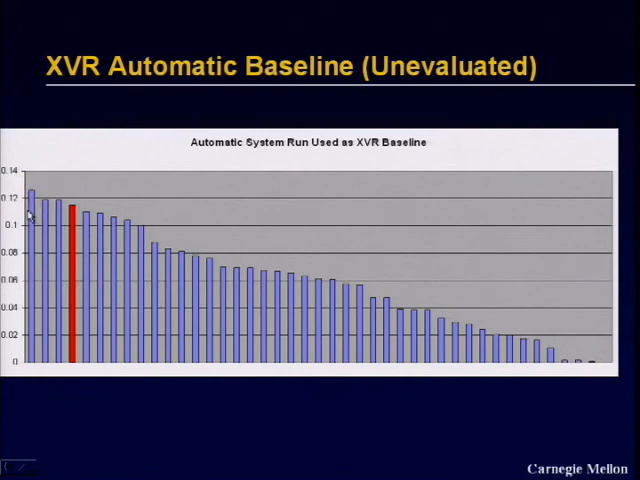 XVR Automatic Baseline (Unevaluated)
Automatic System Run Used as XVR Baseline
0.14
0.12
0.1
0.08
0.06
0.04
0.02
0
Carnegie Mellon